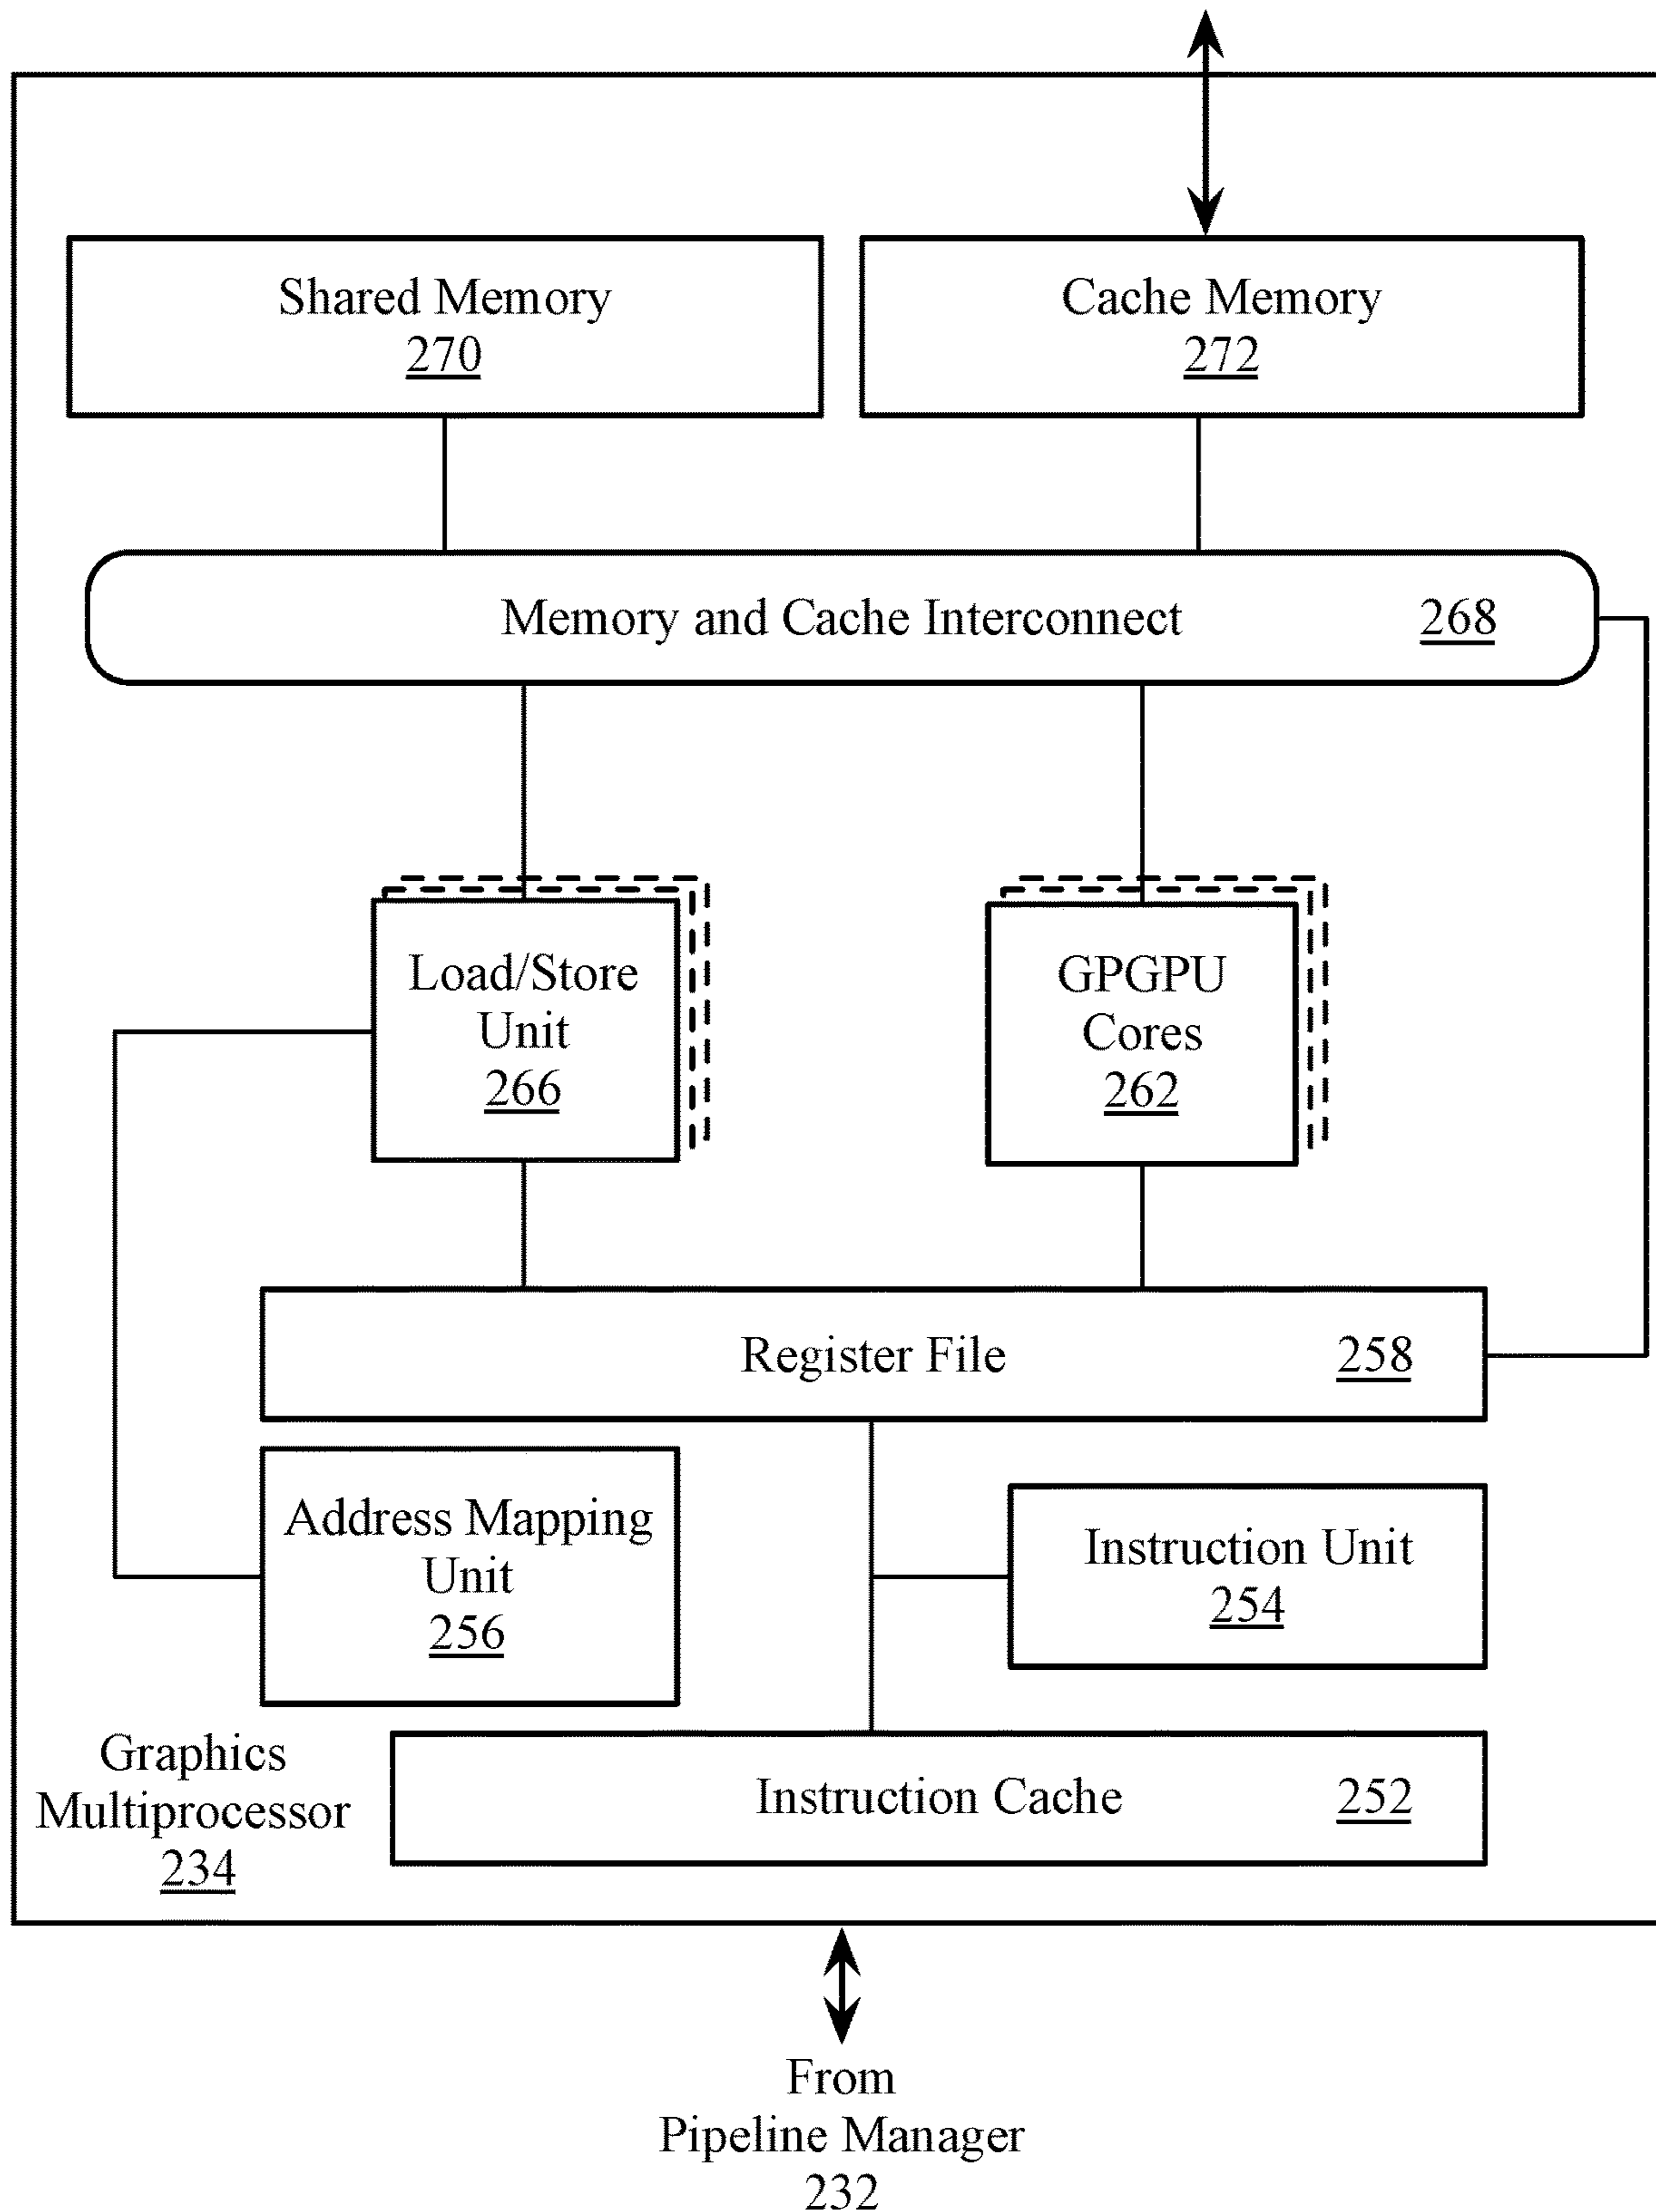 Shared Memory
270
Cache Memory
272
Memory and Cache Interconnect 268
Load/Store
Unit
266
GPGPU
Cores
262
Register File 258
Address Mapping
Unit
256
Instruction Unit
254
Graphics
Multiprocessor
234
Instruction Cache 252
From
Pipeline Manager
232